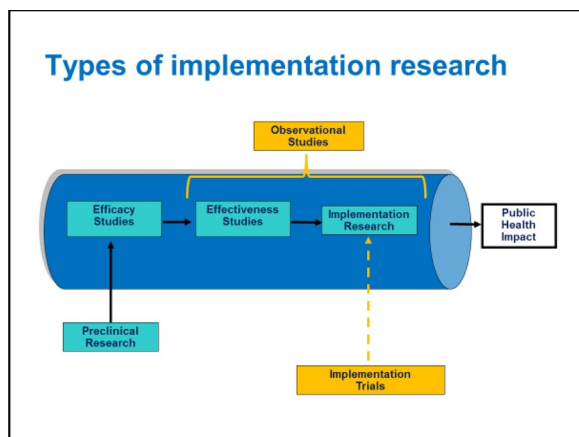 Types of implementation research
Observational
Studies
Efficacy
Studies
Effectiveness
Studies
Implementation
Research
Public
Health
Impact
Preclinical
Research
Implementation
Trials